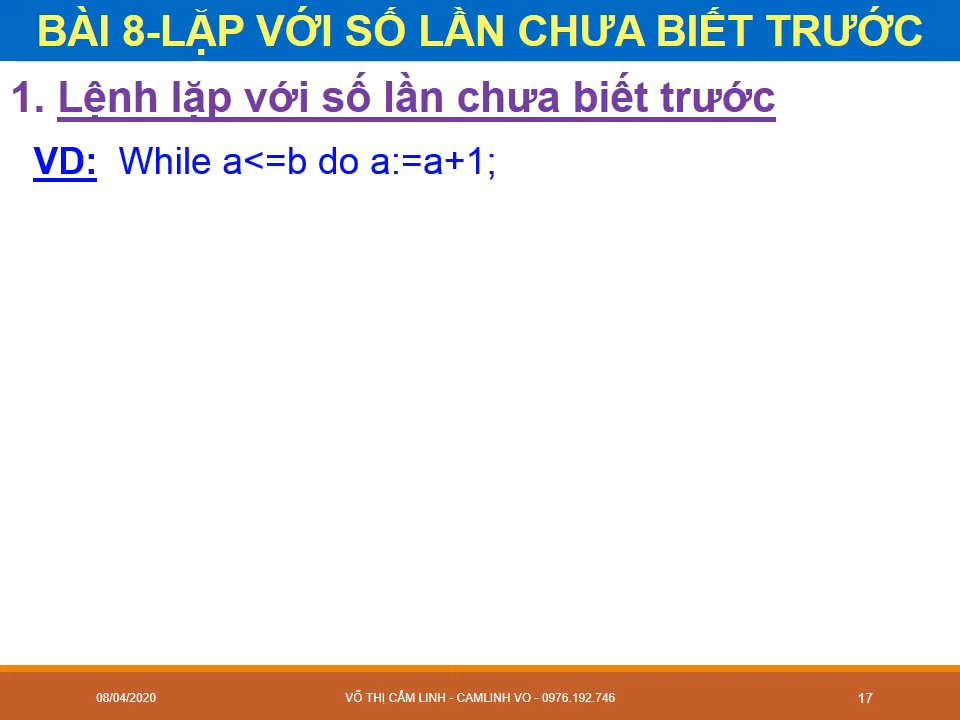 BÀI 8-LẶP VỚI SỐ LẦN CHƯA BIẾT TRƯỚC
1. Lệnh lặp với số lần chưa biết trước
VD: While a<=b do a:=a+1;
08/04/2020 VÕ THỊ CẨM LINH - CAMLINH VO - 0976.192.746 17